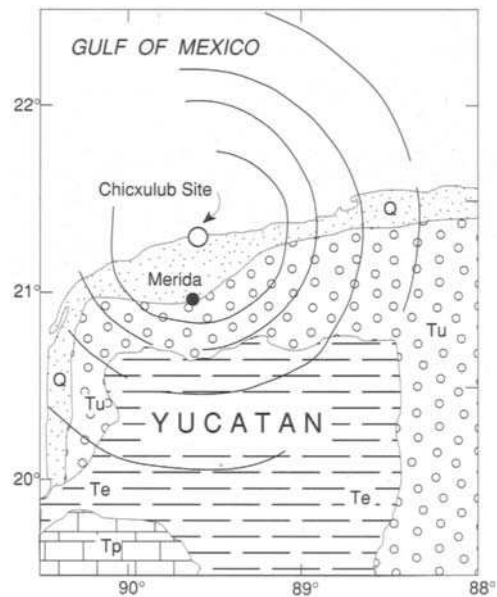 GULF OF MEXICO
22°
Chicxulub Site
Q
Merida
21°
Tu
Q
Tu
YUCATAN
20°
Te
Te
Tp
90°
89°
88°